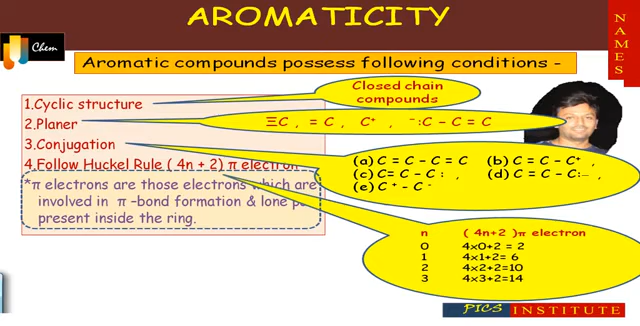 AROMATICITY
Chem
NAMES
Aromatic compounds possess following conditions -
Closed chain
compounds
1.Cyclic structure
2.Planer
3.Conjugation
4.Follow Huckel Rule ( 4n + 2) π electron
*π electrons are those electrons which are
involved in π -bond formation & lone
present inside the ring.
ΞC , = C , C⁺ , ⁻:C – C = C
(a) C = C – C = C (b) C = C – C⁺ ,
(c) C= C – C : , (d) C = C – C:– ,
(e) C⁺ – C ⁻
n ( 4n+2 ) π electron
0 4x0+2 = 2
1 4x1+2= 6
2 4x2+2=10
3 4x3+2=14
PICS INSTITUTE